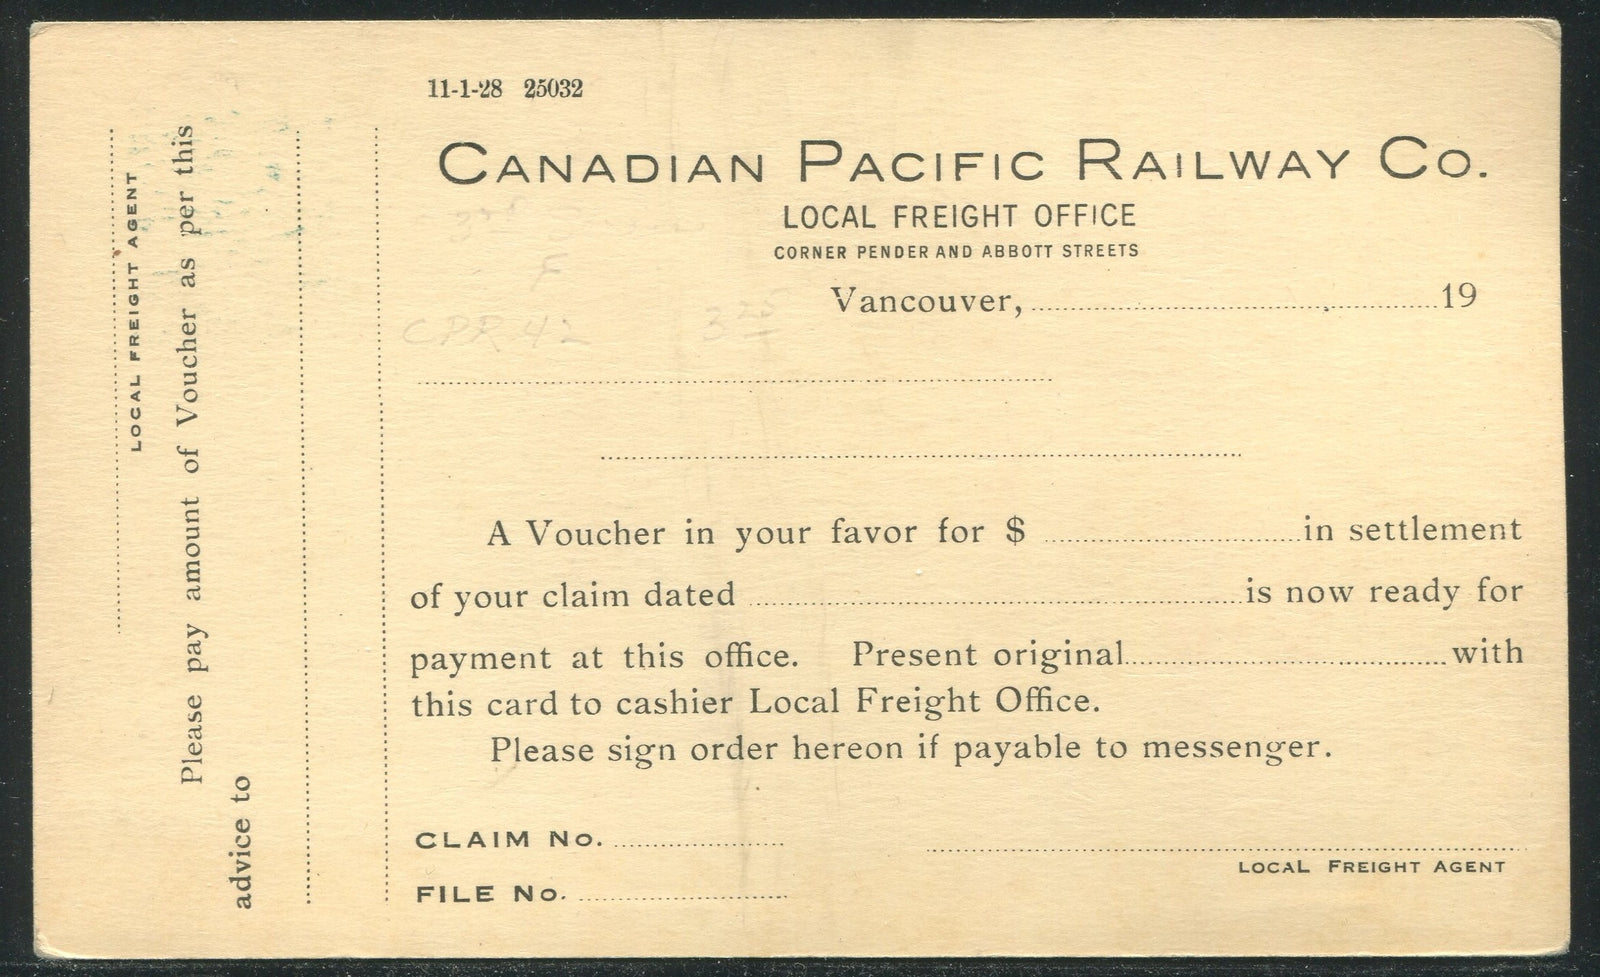 11-1-28 25032
CANADIAN PACIFIC RAILWAY CO.
LOCAL FREIGHT OFFICE
CORNER PENDER AND ABBOTT STREETS
Vancouver, 19
F
CPR 42 3 25
A Voucher in your favor for $ in settlement
of your claim dated is now ready for
payment at this office. Present original with
this card to cashier Local Freight Office.
Please sign order hereon if payable to messenger.
CLAIM No.
LOCAL FREIGHT AGENT
FILE No.
LOCAL FREIGHT AGENT
Please pay amount of Voucher as per this
advice to